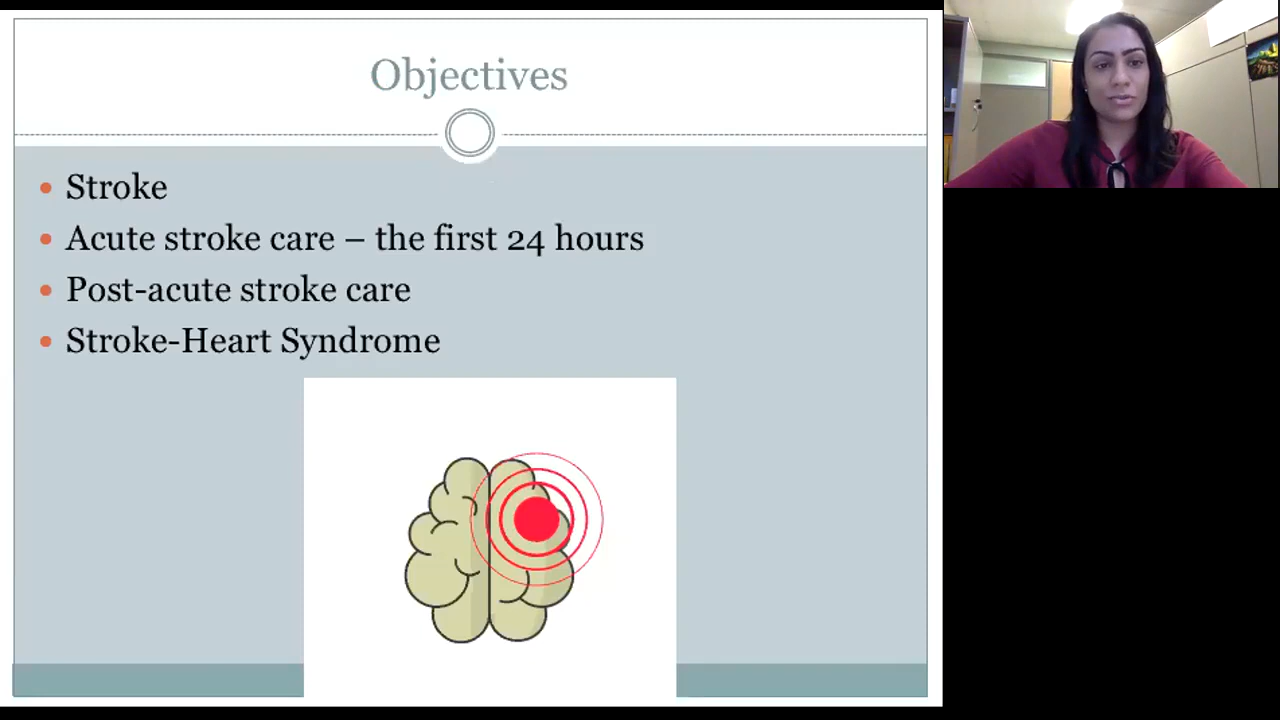 Objectives
Stroke
Acute stroke care – the first 24 hours
Post-acute stroke care
Stroke-Heart Syndrome